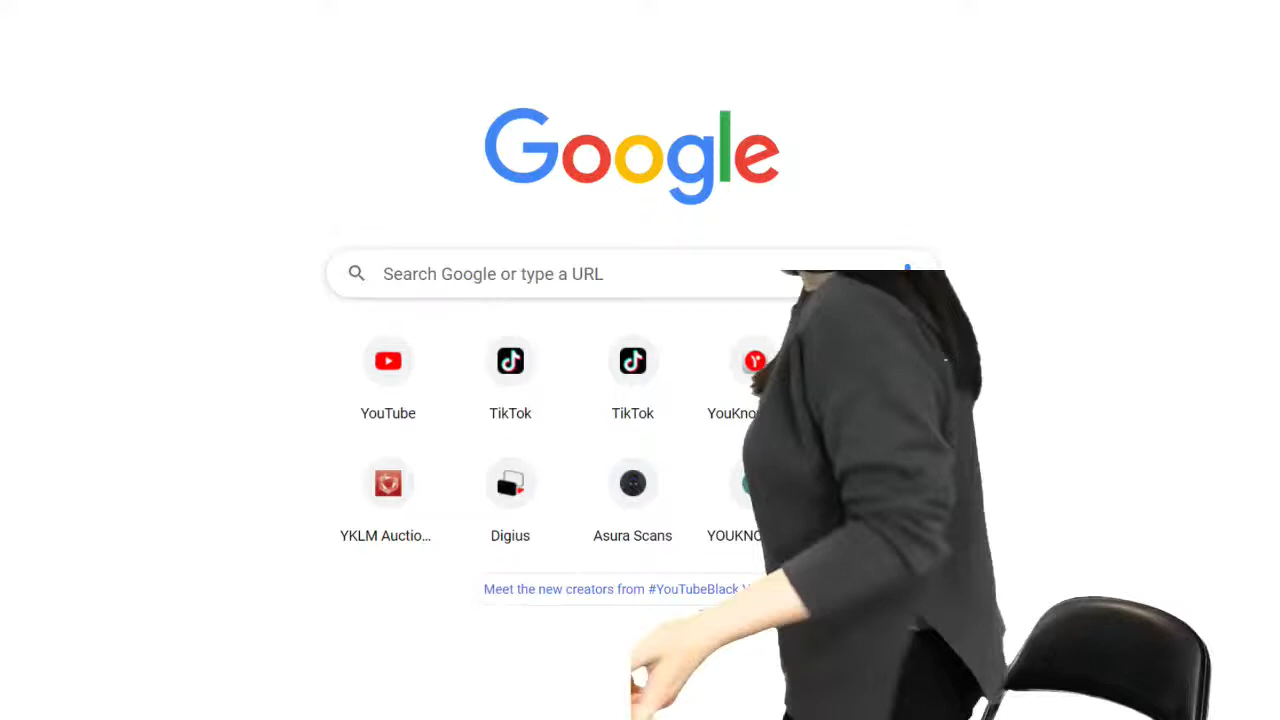 Google
Search Google or type a URL
YouTube
TikTok
TikTok
YKLM Auctio...
Digius
Asura Scans
Meet the new creators from #YouTubeBlack